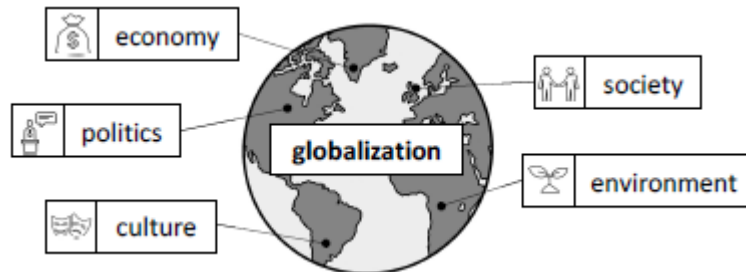 economy
society
politics
globalization
environment
culture